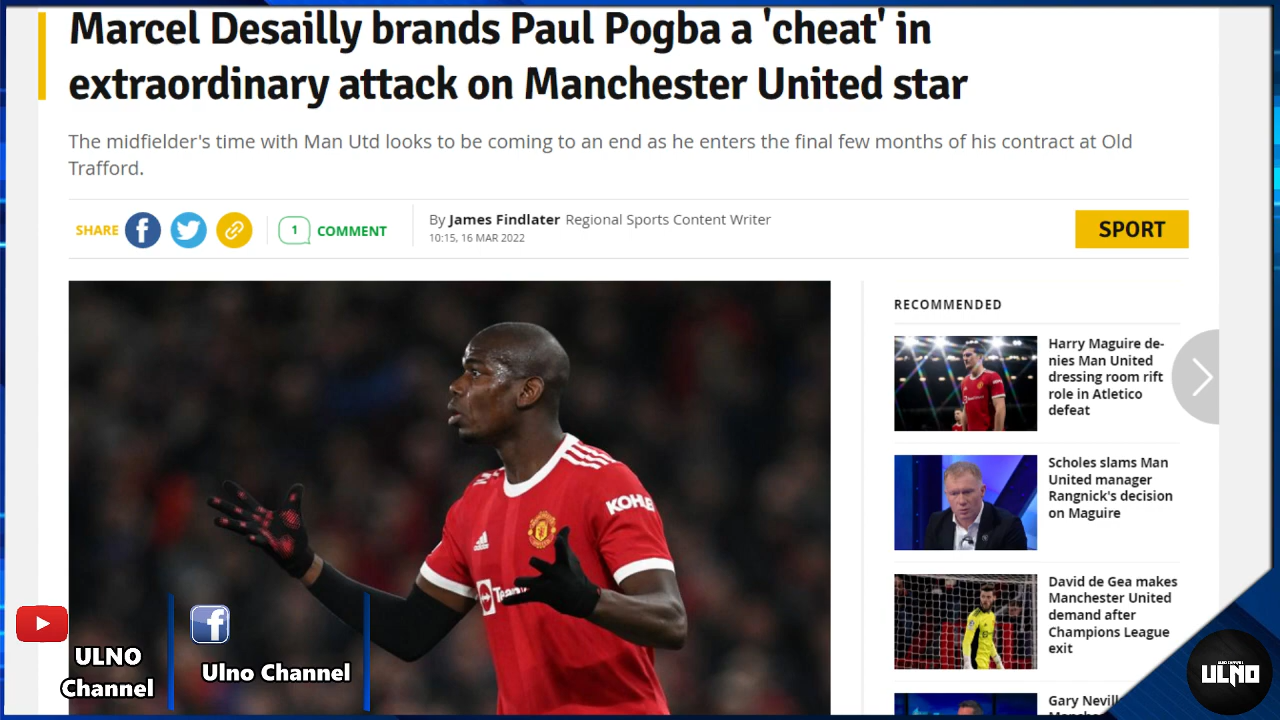 Marcel Desailly brands Paul Pogba a 'cheat' in
extraordinary attack on Manchester United star
The midfielder's time with Man Utd looks to be coming to an end as he enters the final few months of his contract at Old
Trafford.
SHARE
1 COMMENT
By James Findlater Regional Sports Content Writer
10:15, 16 MAR 2022
SPORT
RECOMMENDED
Harry Maguire de-
nies Man United
dressing room rift
role in Atletico
defeat
Scholes slams Man
United manager
Rangnick's decision
on Maguire
David de Gea makes
Manchester United
demand after
Champions League
exit
Gary Nevill
KOHLE
ULNO
Channel
Ulno Channel
ULNO